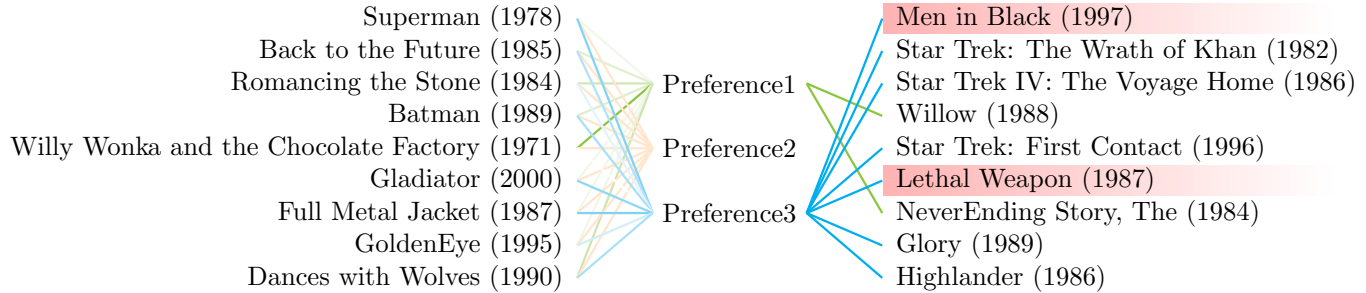 Superman (1978)
Back to the Future (1985)
Romancing the Stone (1984)
Batman (1989)
Willy Wonka and the Chocolate Factory (1971)
Gladiator (2000)
Full Metal Jacket (1987)
GoldenEye (1995)
Dances with Wolves (1990)
Preference1
Preference2
Preference3
Men in Black (1997)
Star Trek: The Wrath of Khan (1982)
Star Trek IV: The Voyage Home (1986)
Willow (1988)
Star Trek: First Contact (1996)
Lethal Weapon (1987)
NeverEnding Story, The (1984)
Glory (1989)
Highlander (1986)